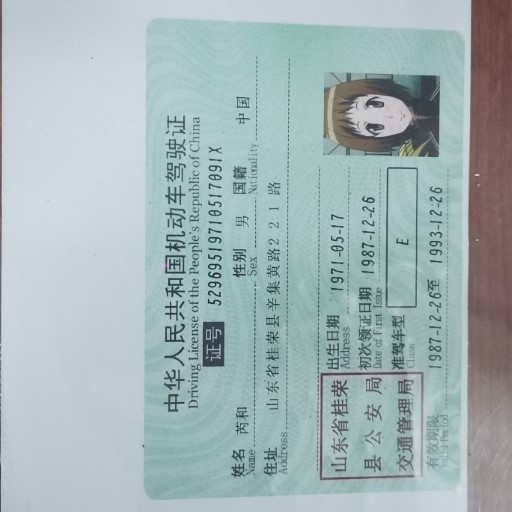 中华人民共和国机动车驾驶证
Driving License of the People's Republic of China
证号 52969519710517091X
姓名 芮和 性别 男 国籍 中国
Name Sex Nationality
住址 山东省桂荣县辛集黄路221路
Address
山东省桂荣
县公安局
交通管理局
出生日期 1971-05-17
Address
初次领证日期 1987-12-26
Date of First Issue
准驾车型 E
Class
有效期限 1987-12-26至 1993-12-26
Valid Period